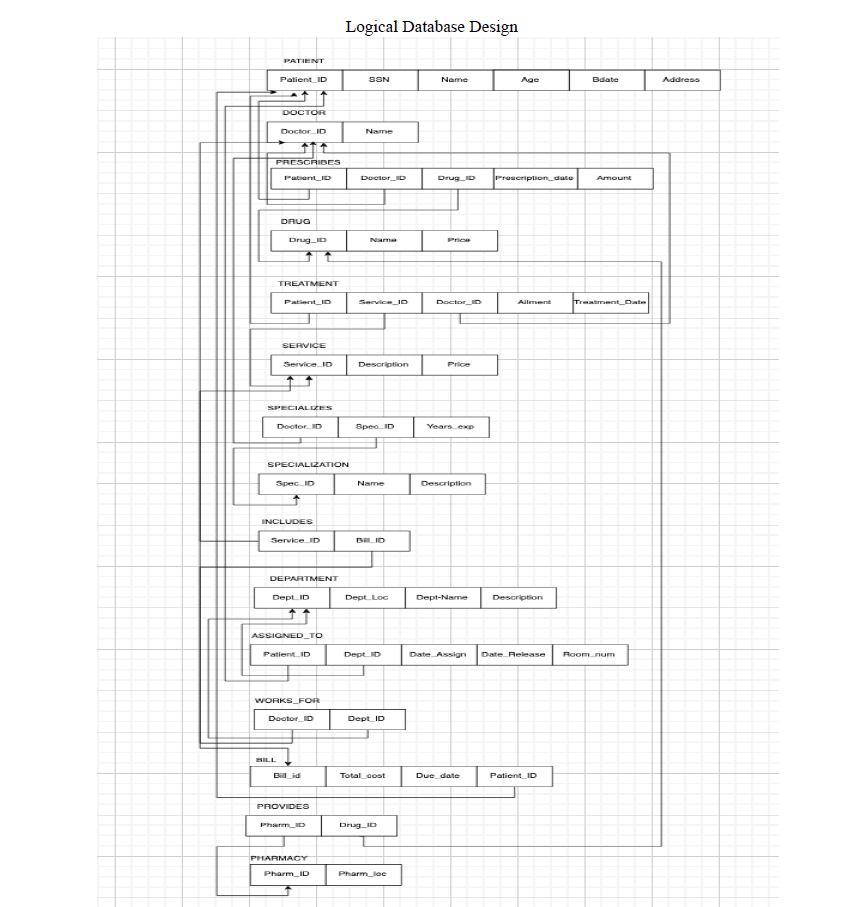 Logical Database Design
PATIENT
Patient_ID SSN Name Age Bdate Address
DOCTOR
Doctor_ID Name
PRESCRIBES
Patient_ID Doctor_ID Drug_ID Prescription_date Amount
DRUG
Drug_ID Name Price
TREATMENT
Patient_ID Service_ID Doctor_ID Ailment Treatment_Date
SERVICE
Service_ID Description Price
SPECIALIZES
Doctor_ID Spec_ID Years_exp
SPECIALIZATION
Spec_ID Name Description
INCLUDES
Service_ID Bill_ID
DEPARTMENT
Dept_ID Dept_Loc Dept-Name Description
ASSIGNED_TO
Patient_ID Dept_ID Date_Assign Date_Release Room_num
WORKS_FOR
Doctor_ID Dept_ID
BILL
Bill_id Total_cost Due_date Patient_ID
PROVIDES
Pharm_ID Drug_ID
PHARMACY
Pharm_ID Pharm_loc